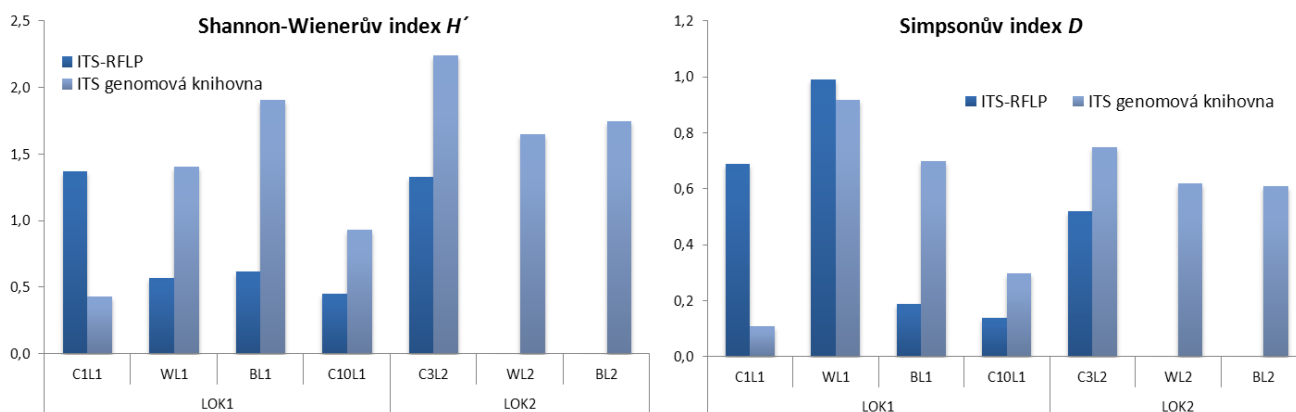 Shannon-Wienerův index H´
ITS-RFLP
ITS genomová knihovna
2,5
2,0
1,5
1,0
0,5
0,0
C1L1 WL1 BL1 C10L1 C3L2 WL2 BL2
LOK1 LOK2
Simpsonův index D
ITS-RFLP ITS genomová knihovna
1,2
1,0
0,8
0,6
0,4
0,2
0,0
C1L1 WL1 BL1 C10L1 C3L2 WL2 BL2
LOK1 LOK2